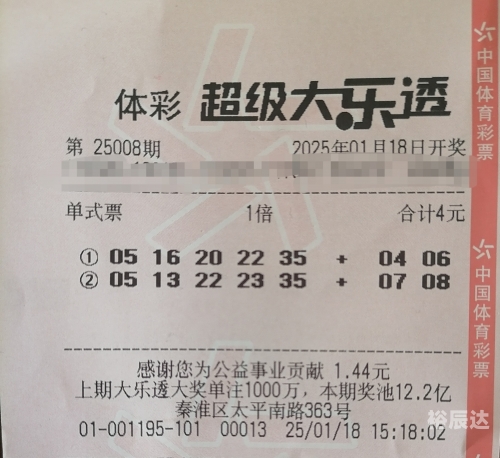 体彩 超级大乐透
第 25008期 2025年01月18日开奖
单式票 1倍 合计4元
① 05 16 20 22 35 + 04 06
② 05 13 22 23 35 + 07 08
感谢您为公益事业贡献 1.44元
上期大乐透大奖单注1000万，本期奖池12.2亿
秦淮区太平南路363号
01-001195-101 00013 25/01/18 15:18:02
中国体育彩票
中国体育彩票
裕辰达